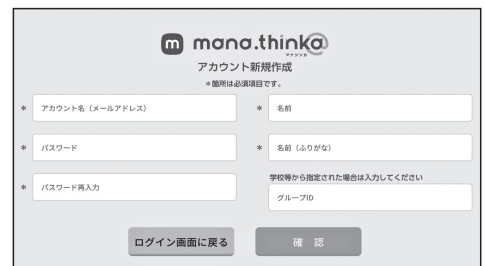 m mana.think@
マナシンカ
アカウント新規作成
*箇所は必須項目です。
* アカウント名（メールアドレス）
* 名前
* パスワード
* 名前（ふりがな）
* パスワード再入力
学校等から指定された場合は入力してください
グループID
ログイン画面に戻る
確 認